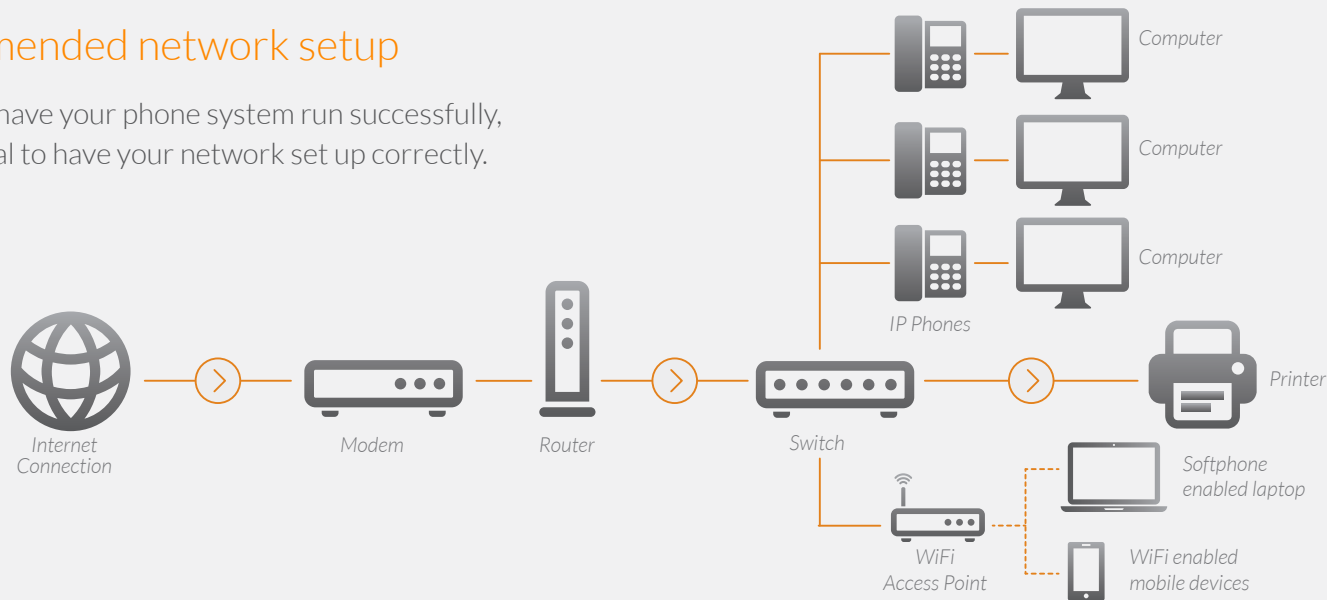 mended network setup
have your phone system run successfully,
al to have your network set up correctly.
Computer
Computer
Computer
IP Phones
Internet
Connection
Modem
Router
Switch
Printer
Softphone
enabled laptop
WiFi
Access Point
WiFi enabled
mobile devices